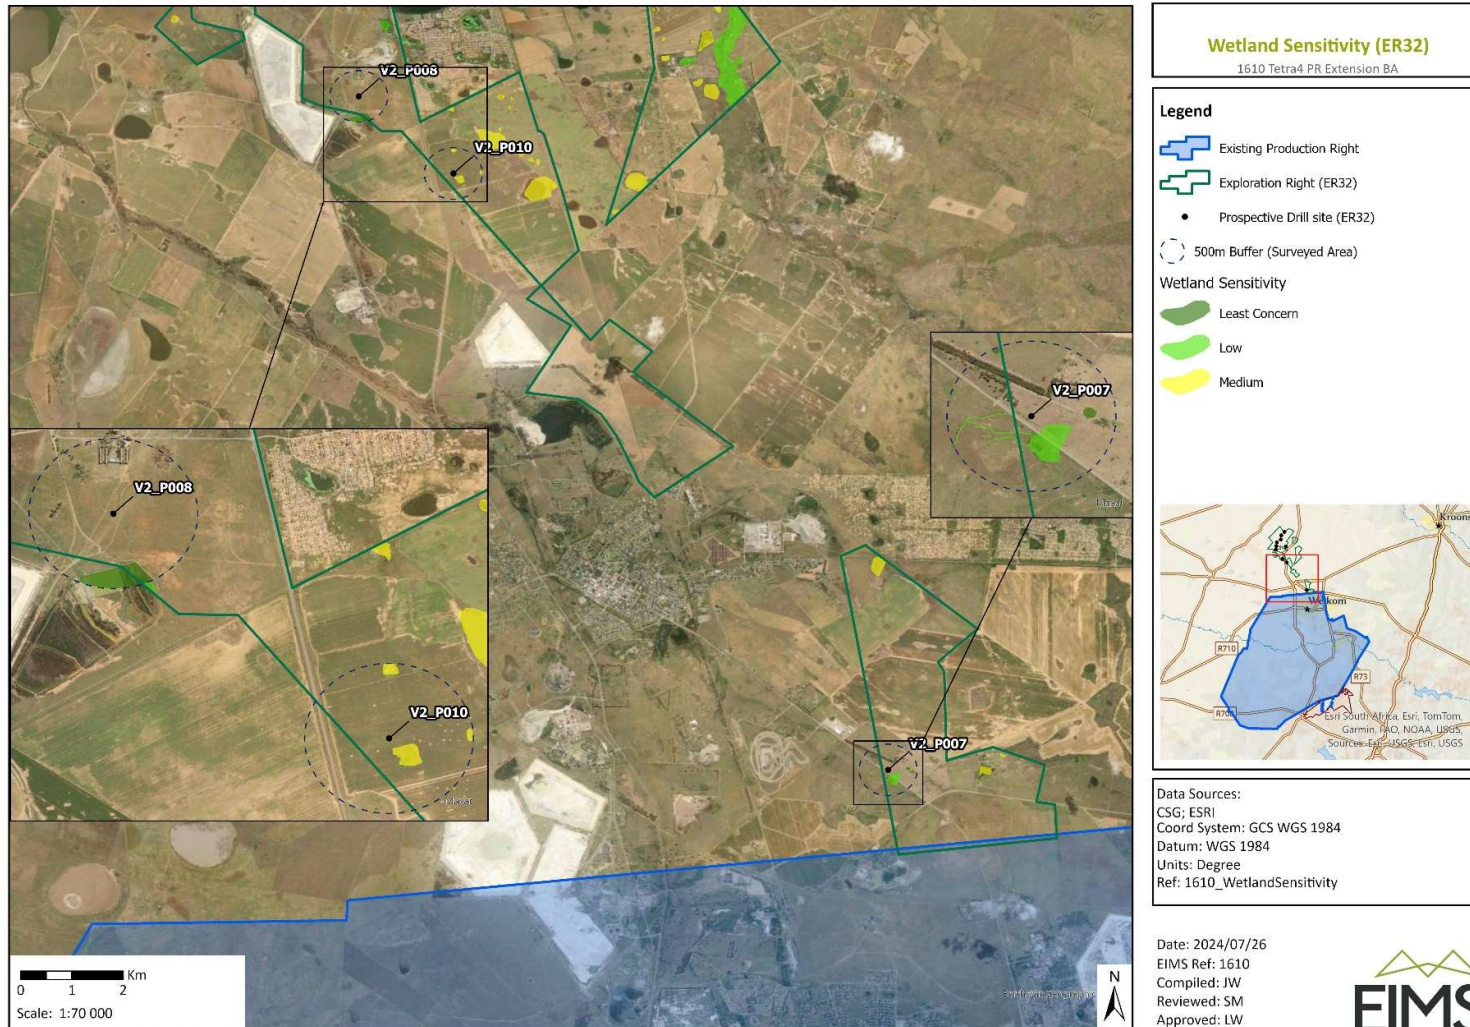 V2_P008
V2_P010
V2_P007
V2_P007
V2_P008
V2_P010
Maxar
Km
0 1 2
Scale: 1:70 000
N
Wetland Sensitivity (ER32)
1610 Tetra4 PR Extension BA
Legend
Existing Production Right
Exploration Right (ER32)
Prospective Drill site (ER32)
500m Buffer (Surveyed Area)
Wetland Sensitivity
Least Concern
Low
Medium
Kroons
Welkom
R710
R73
Esri South Africa, Esri, TomTom,
Garmin, FAO, NOAA, USGS,
Sources: Esri, USGS, Esri, USGS
Data Sources:
CSG; ESRI
Coord System: GCS WGS 1984
Datum: WGS 1984
Units: Degree
Ref: 1610_WetlandSensitivity
Date: 2024/07/26
EIMS Ref: 1610
Compiled: JW
Reviewed: SM
Approved: LW
EIMS